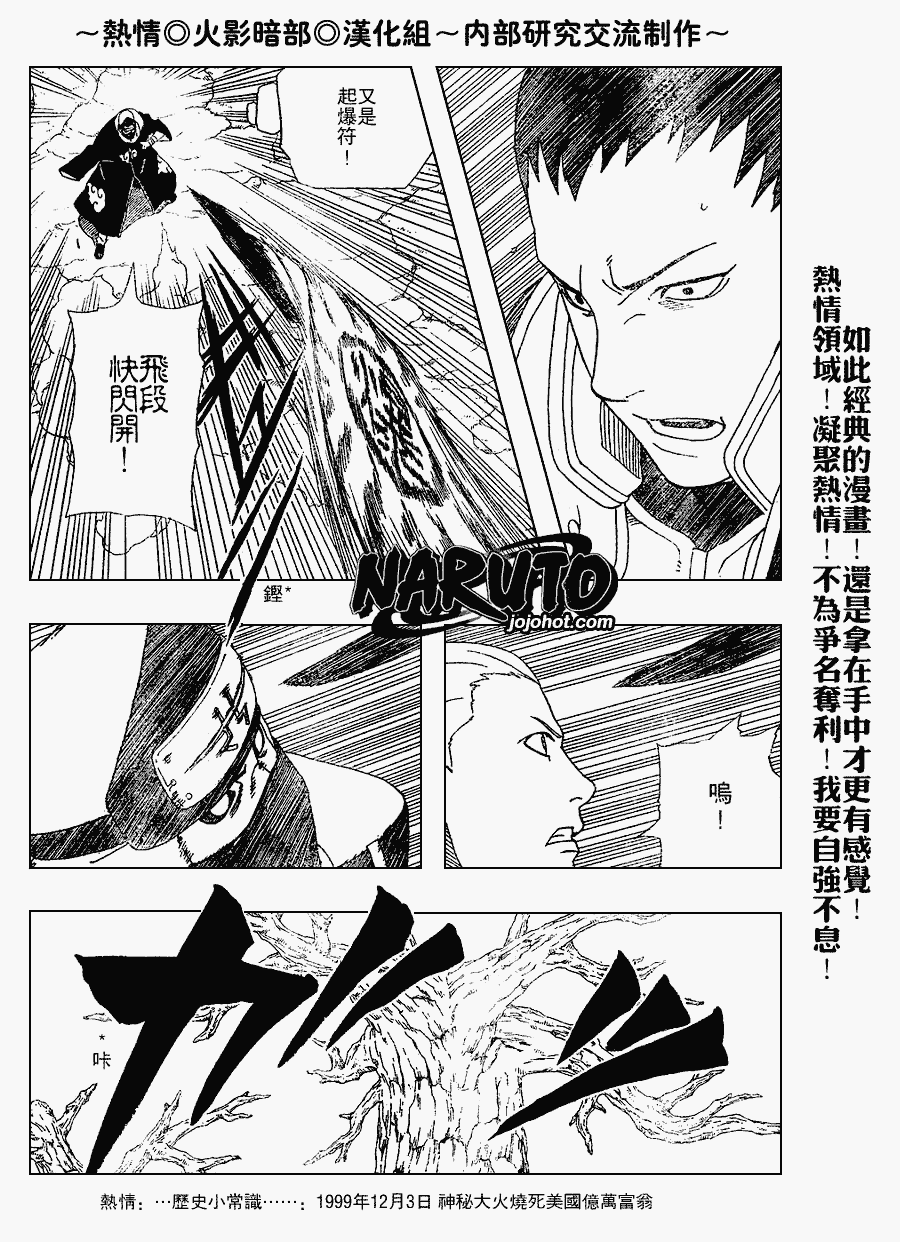 ～熱情◎火影暗部◎漢化組～内部研究交流制作～
又是
起爆符！
飛段
快閃開
！
鏗*
NARUTO
jojohot.com
嗚！
ガッ
*
咔
如此經典的漫畫！還是拿在手中才更有感覺！
熱情領域！凝聚熱情！不為爭名奪利！我要自強不息！
熱情：…歷史小常識……：1999年12月3日 神秘大火燒死美國億萬富翁